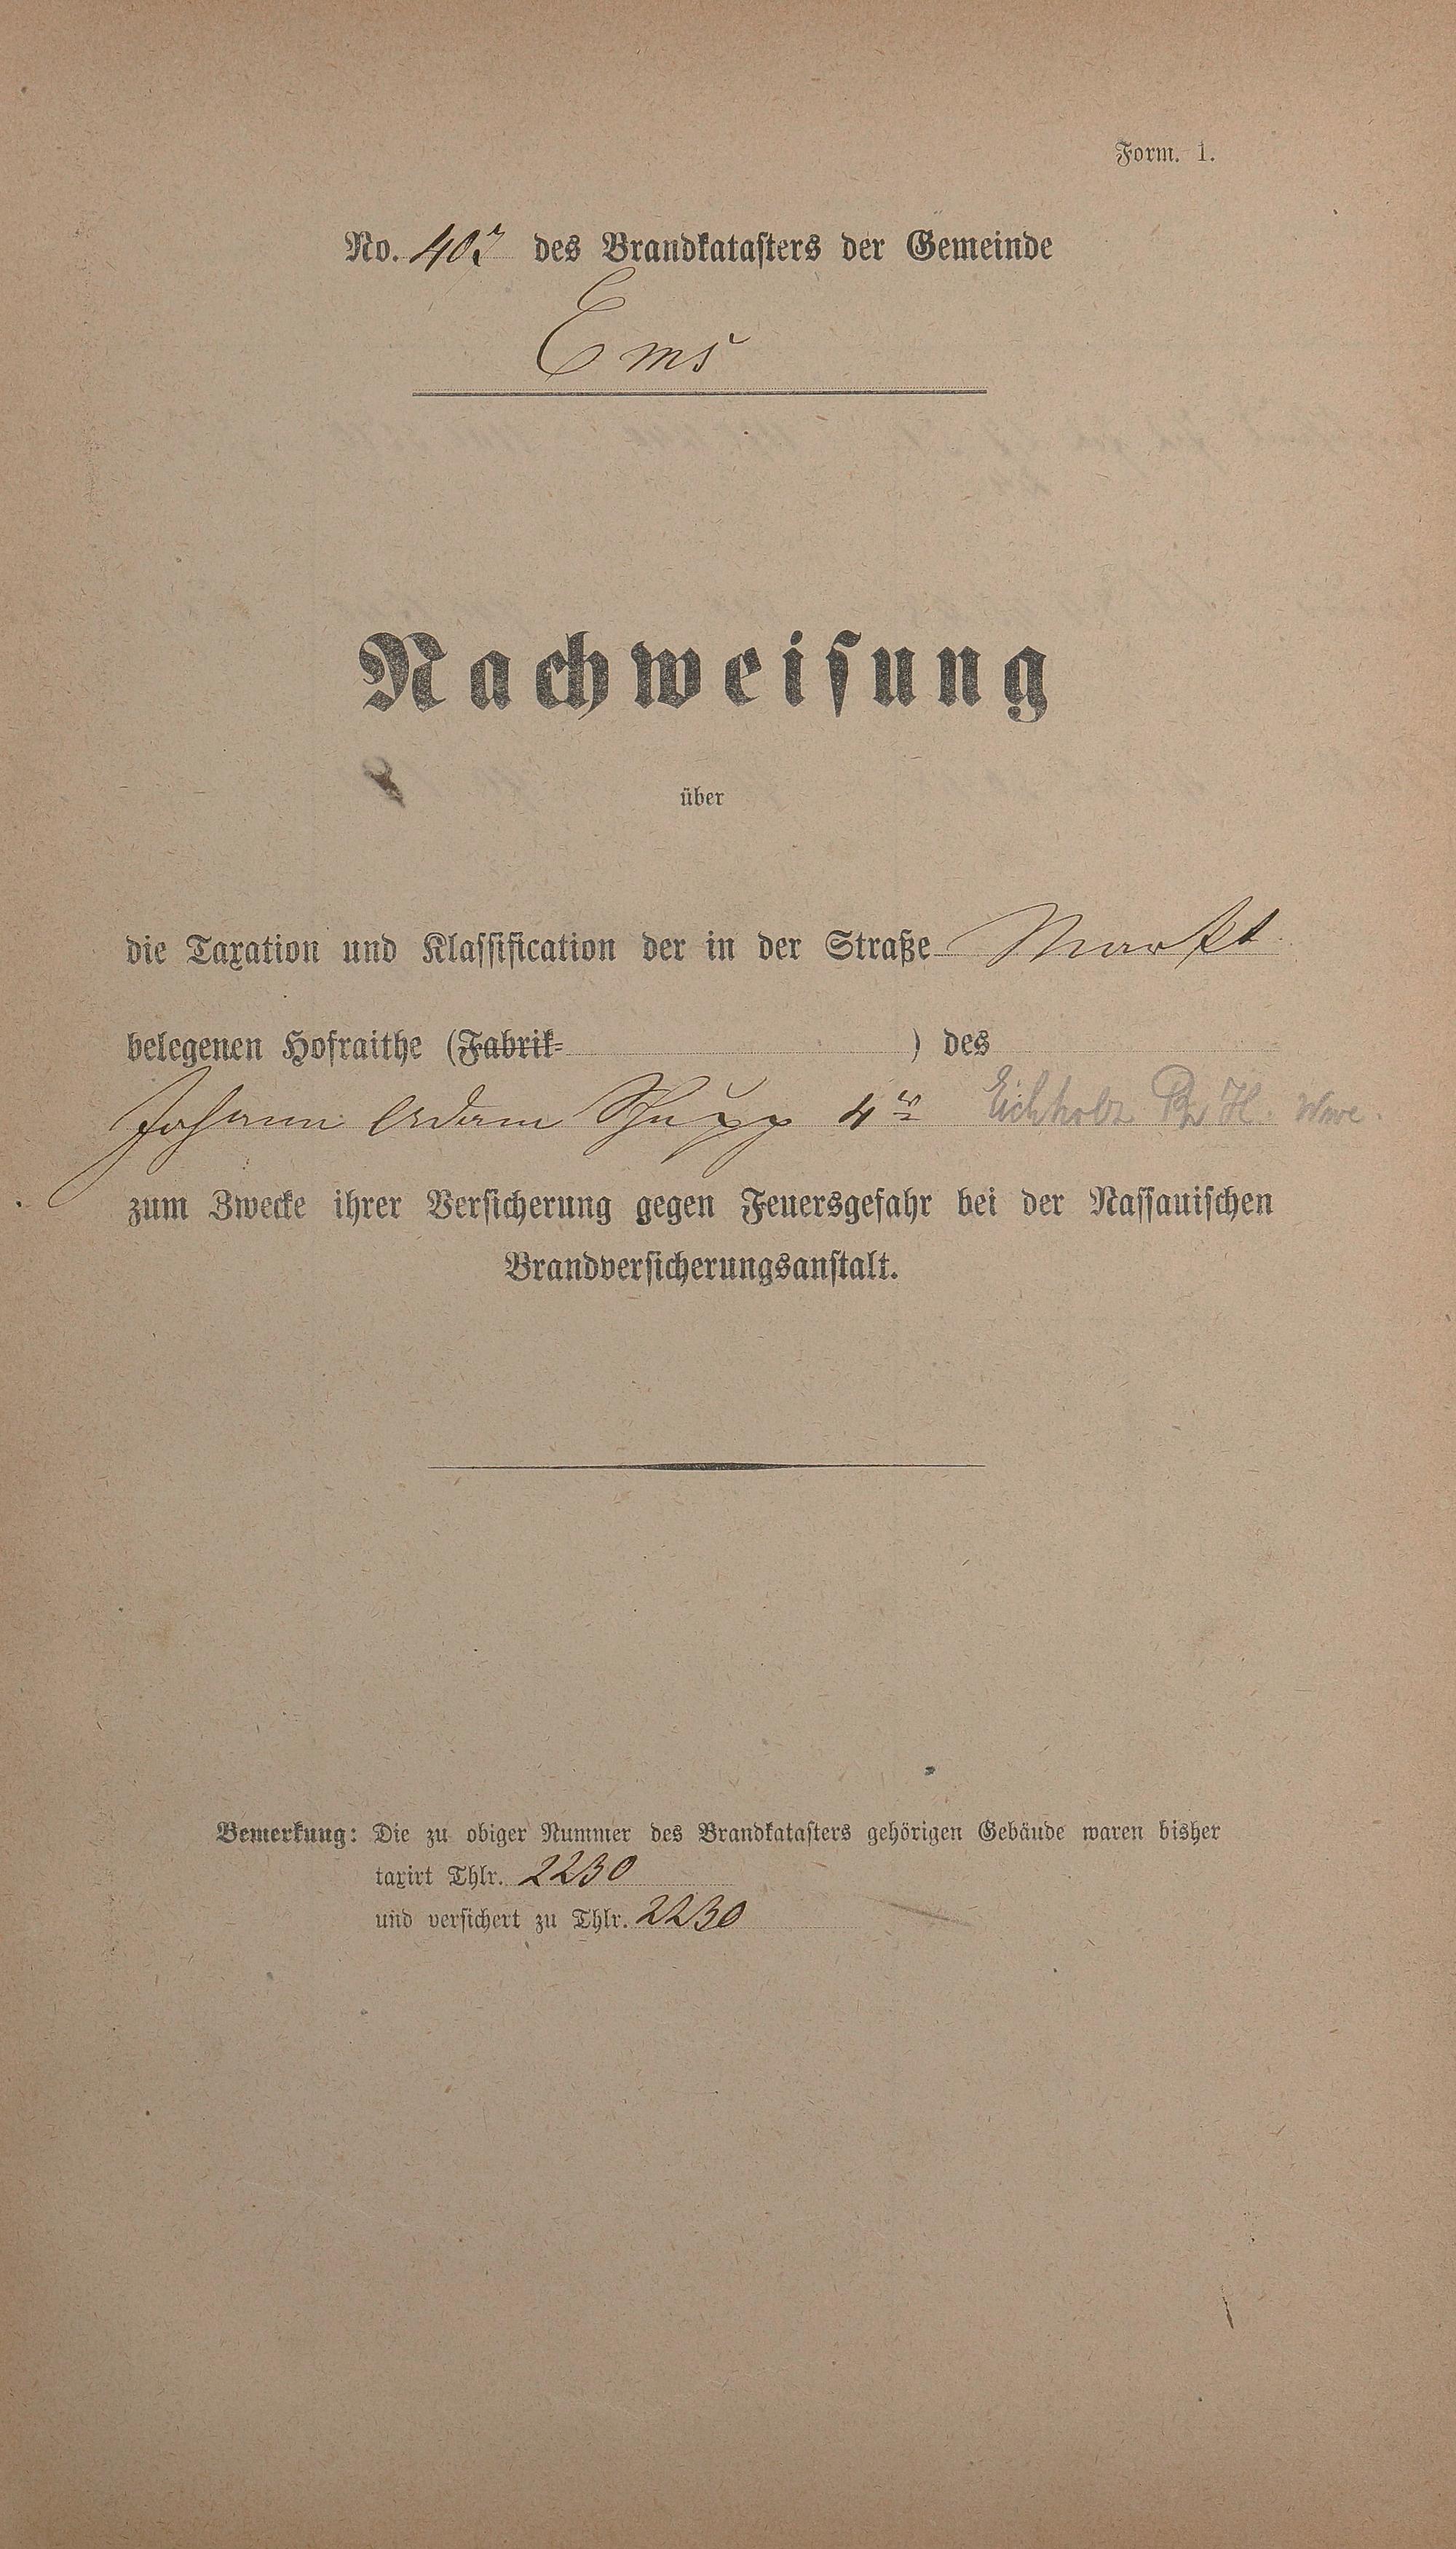 Form. 1.
No. 407 des Brandkatasters der Gemeinde
Ems
Nachweisung
über
die Taxation und Klassification der in der Straße Markt
belegenen Hofraithe (Fabrik- ) des
Johann Adam Schupp 4r Eichholz Ph H. Wwe.
zum Zwecke ihrer Versicherung gegen Feuersgefahr bei der Nassauischen
Brandversicherungsanstalt.
Bemerkung: Die zu obiger Nummer des Brandkatasters gehörigen Gebäude waren bisher
taxirt Thlr. 2230
und versichert zu Thlr. 2230